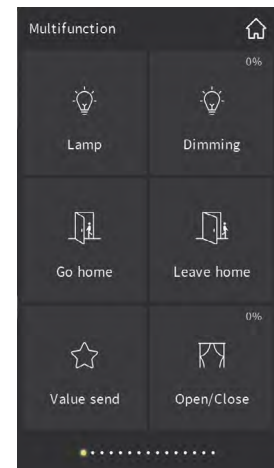 Multifunction
0%
Lamp
Dimming
Go home
Leave home
0%
Value send
Open/Close